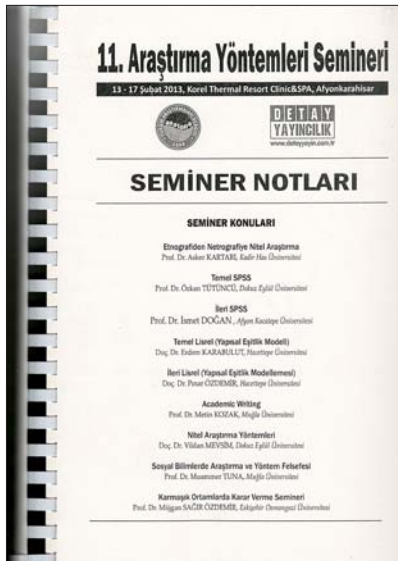 11. Araştırma Yöntemleri Semineri
13 - 17 Şubat 2013, Korel Thermal Resort Clinic&SPA, Afyonkarahisar
DETAY
YAYINCILIK
www.detayyayin.com.tr
SEMİNER NOTLARI
SEMİNER KONULARI
Etnografiden Netrografiye Nitel Araştırma
Prof. Dr. Asker KARTARI, Kadir Has Üniversitesi
Temel SPSS
Prof. Dr. Özkan TÜTÜNCÜ, Dokuz Eylül Üniversitesi
İleri SPSS
Prof. Dr. İsmet DOĞAN, Afyon Kocatepe Üniversitesi
Temel Lisrel (Yapısal Eşitlik Modeli)
Doç. Dr. Erdem KARABULUT, Hacettepe Üniversitesi
İleri Lisrel (Yapısal Eşitlik Modellemesi)
Doç. Dr. Pınar ÖZDEMİR, Hacettepe Üniversitesi
Academic Writing
Prof. Dr. Metin KOZAK, Muğla Üniversitesi
Nitel Araştırma Yöntemleri
Doç. Dr. Vildan MEVSİM, Dokuz Eylül Üniversitesi
Sosyal Bilimlerde Araştırma ve Yöntem Felsefesi
Prof. Dr. Muammer TUNA, Muğla Üniversitesi
Karmaşık Ortamlarda Karar Verme Semineri
Prof. Dr. Müjgan SAĞIR ÖZDEMİR, Eskişehir Osmangazi Üniversitesi